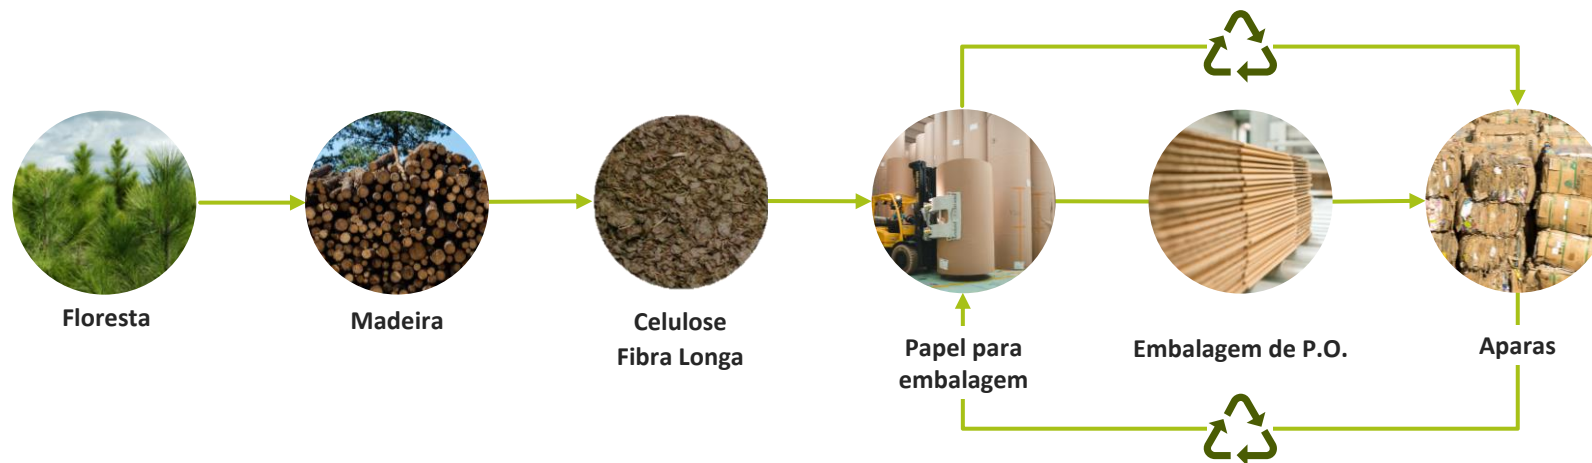 Floresta
Madeira
Celulose
Fibra Longa
Papel para
embalagem
Embalagem de P.O.
Aparas